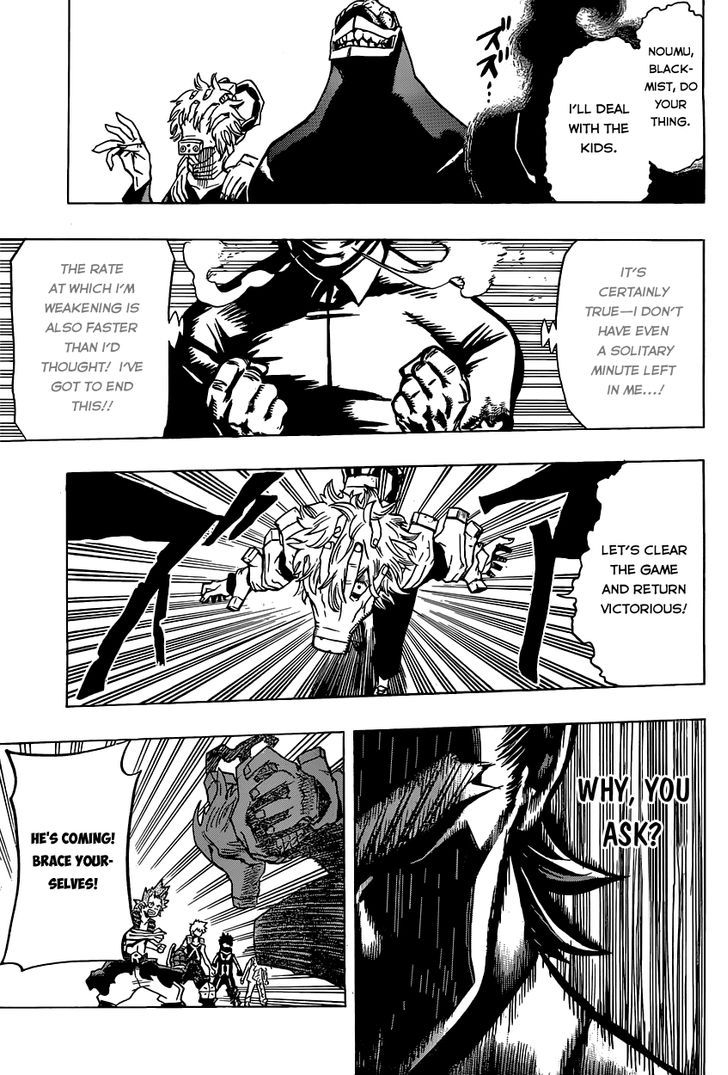 NOUMU,
BLACK-
MIST, DO
YOUR
THING.
I'LL DEAL
WITH THE
KIDS.
ズズ…
IT'S
CERTAINLY
TRUE—I DON'T
HAVE EVEN
A SOLITARY
MINUTE LEFT
IN ME...!
THE RATE
AT WHICH I'M
WEAKENING IS
ALSO FASTER
THAN I'D
THOUGHT! I'VE
GOT TO END
THIS!!
LET'S CLEAR
THE GAME
AND RETURN
VICTORIOUS!
WHY, YOU
ASK?
HE'S COMING!
BRACE YOUR-
SELVES!